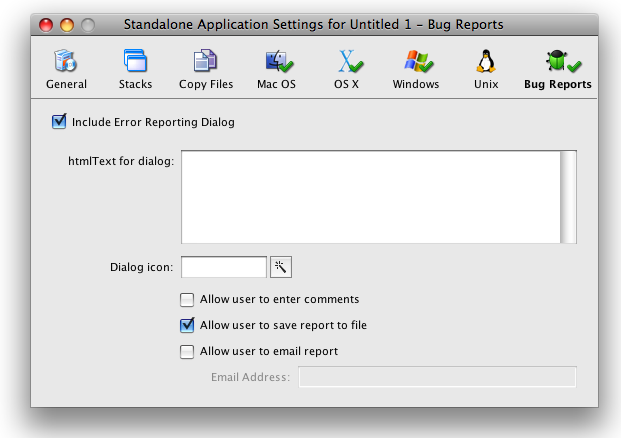 Standalone Application Settings for Untitled 1 – Bug Reports
General Stacks Copy Files Mac OS OS X Windows Unix Bug Reports
Include Error Reporting Dialog
htmlText for dialog:
Dialog icon:
Allow user to enter comments
Allow user to save report to file
Allow user to email report
Email Address: